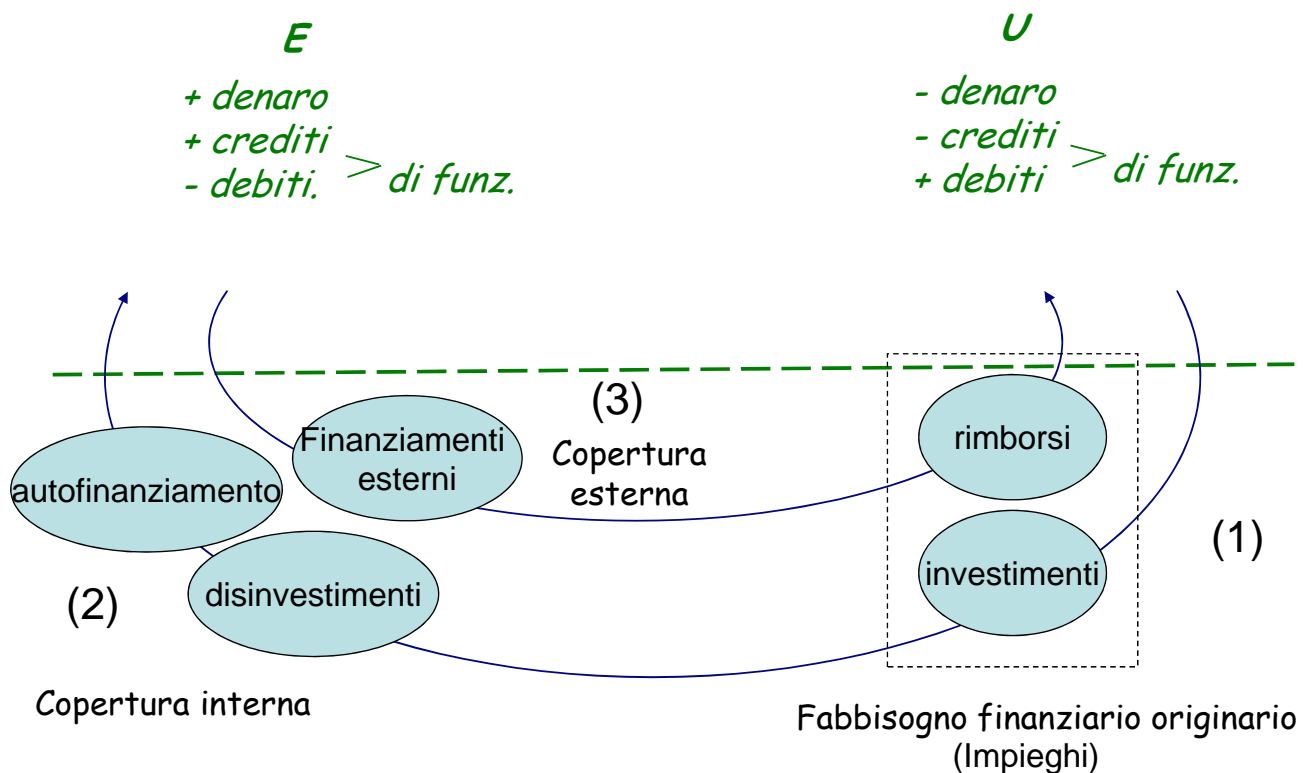 E
+ denaro
+ crediti
- debiti.
> di funz.
U
- denaro
- crediti
+ debiti
> di funz.
(3)
Copertura
esterna
Finanziamenti
esterni
autofinanziamento
(2)
disinvestimenti
Copertura interna
rimborsi
investimenti
(1)
Fabbisogno finanziario originario
(Impieghi)